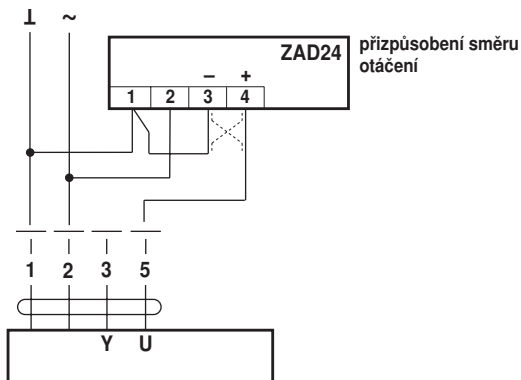 ⊥ ~
ZAD24
přizpůsobení směru
otáčení
– +
1 2 3 4
1 2 3 5
Y U